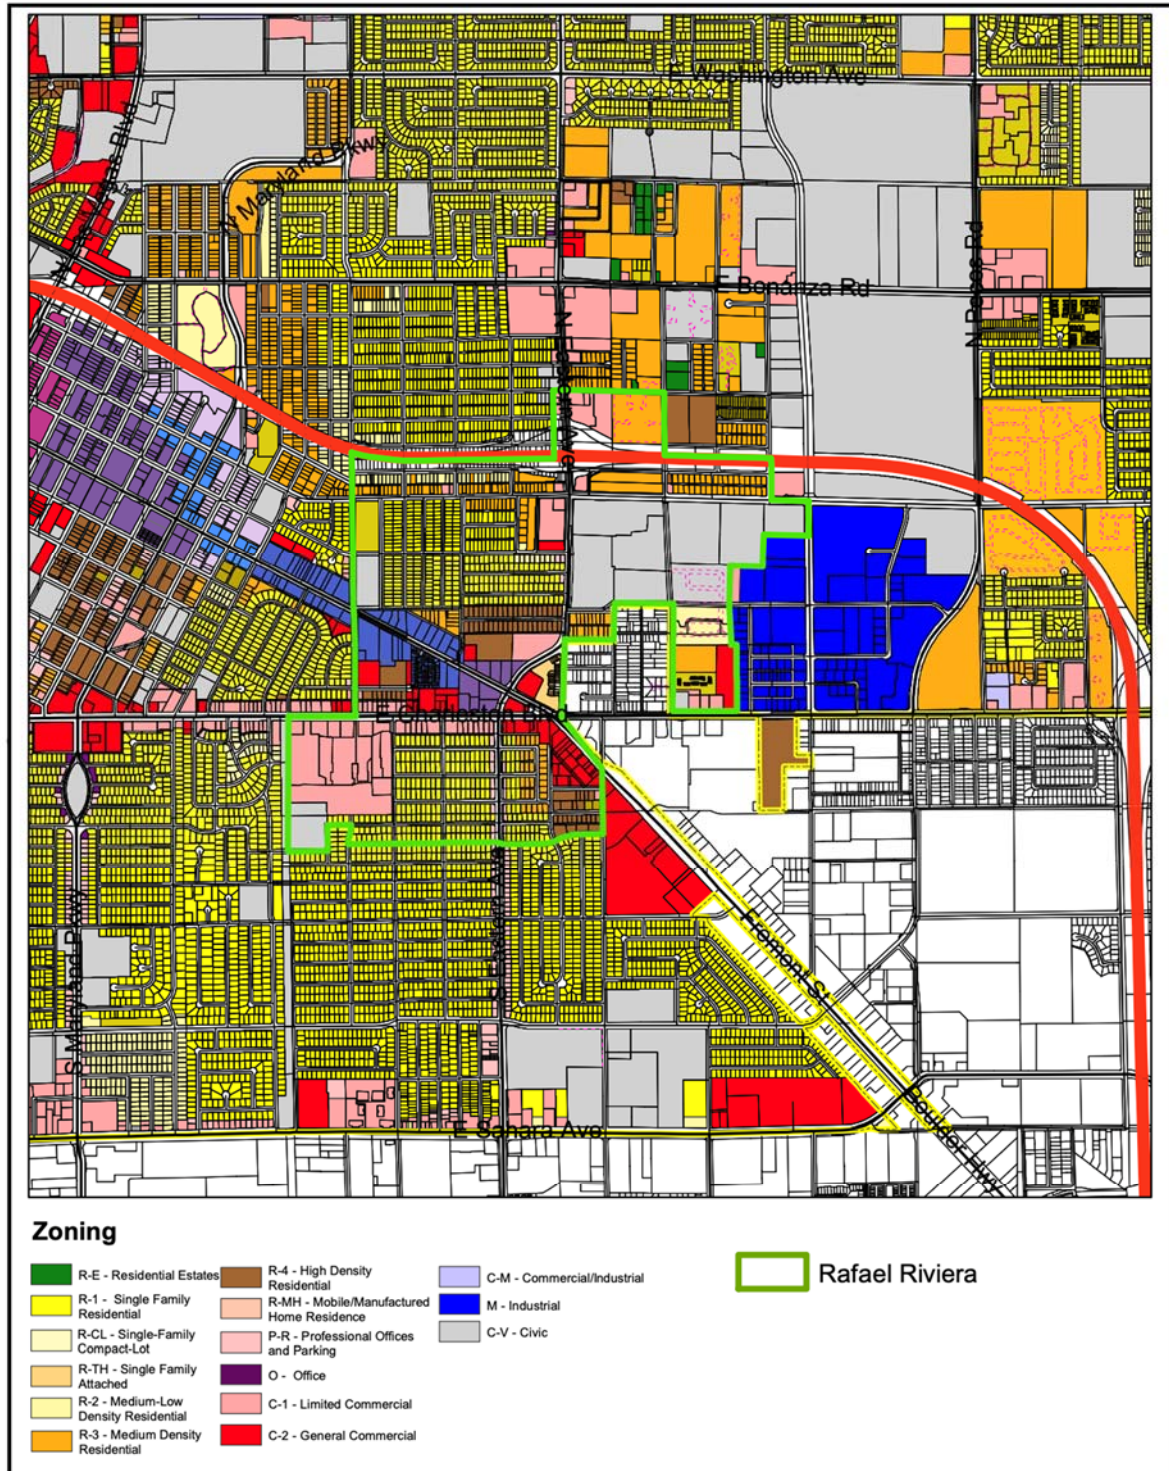 E Washington Ave
N Maryland Pkwy
E Bonanza Rd
N Pecos Rd
E Charleston Blvd
S Maryland Pkwy
S Eastern Ave
Fremont St
Boulder Hwy
E Sahara Ave
Zoning
R-E - Residential Estates
R-1 - Single Family
Residential
R-CL - Single-Family
Compact-Lot
R-TH - Single Family
Attached
R-2 - Medium-Low
Density Residential
R-3 - Medium Density
Residential
R-4 - High Density
Residential
R-MH - Mobile/Manufactured
Home Residence
P-R - Professional Offices
and Parking
O - Office
C-1 - Limited Commercial
C-2 - General Commercial
C-M - Commercial/Industrial
M - Industrial
C-V - Civic
Rafael Riviera